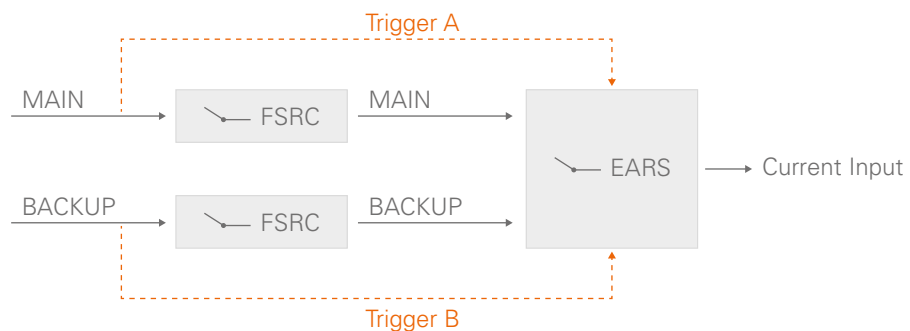 Trigger A
MAIN
FSRC
MAIN
EARS
Current Input
BACKUP
FSRC
BACKUP
Trigger B